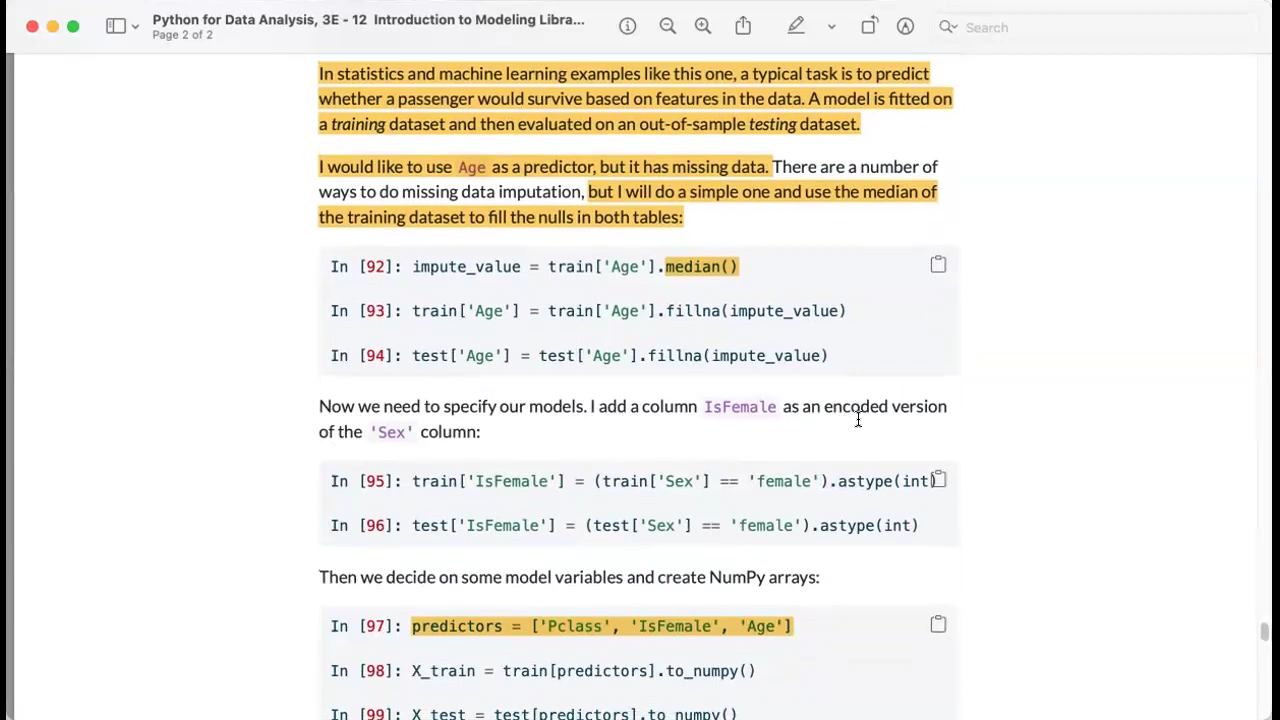 Python for Data Analysis, 3E - 12 Introduction to Modeling Libra...
Page 2 of 2
Search
In statistics and machine learning examples like this one, a typical task is to predict
whether a passenger would survive based on features in the data. A model is fitted on
a training dataset and then evaluated on an out-of-sample testing dataset.
I would like to use Age as a predictor, but it has missing data. There are a number of
ways to do missing data imputation, but I will do a simple one and use the median of
the training dataset to fill the nulls in both tables:
In [92]: impute_value = train['Age'].median()
In [93]: train['Age'] = train['Age'].fillna(impute_value)
In [94]: test['Age'] = test['Age'].fillna(impute_value)
Now we need to specify our models. I add a column IsFemale as an encoded version
of the 'Sex' column:
In [95]: train['IsFemale'] = (train['Sex'] == 'female').astype(int)
In [96]: test['IsFemale'] = (test['Sex'] == 'female').astype(int)
Then we decide on some model variables and create NumPy arrays:
In [97]: predictors = ['Pclass', 'IsFemale', 'Age']
In [98]: X_train = train[predictors].to_numpy()
In [99]: X_test = test[predictors].to_numpy()